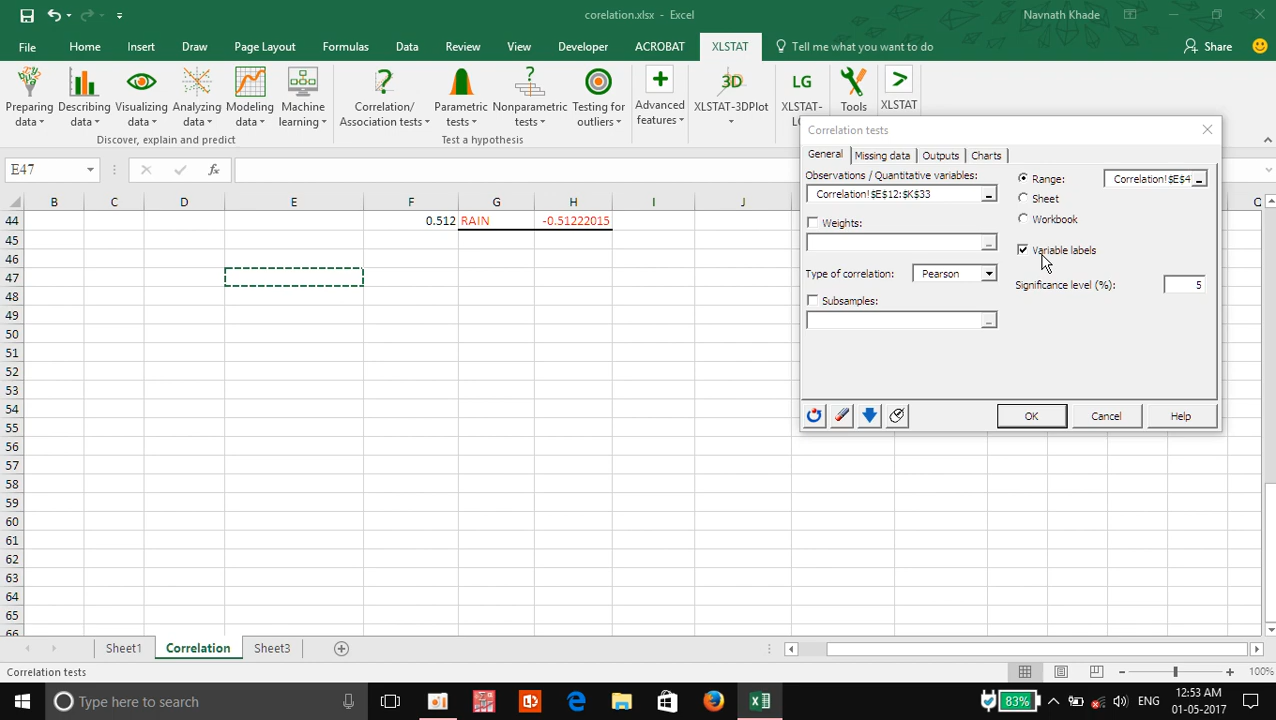 corelation.xlsx - Excel
Navnath Khade
File Home Insert Draw Page Layout Formulas Data Review View Developer ACROBAT XLSTAT Tell me what you want to do Share
Preparing data
Describing data
Visualizing data
Analyzing data
Modeling data
Machine learning
Correlation/ Association tests
Parametric tests
Nonparametric tests
Testing for outliers
Advanced features
3D
XLSTAT-3DPlot
LG
XLSTAT-
Tools
XLSTAT
Discover, explain and predict
Test a hypothesis
E47
fx
Correlation tests
General Missing data Outputs Charts
Observations / Quantitative variables:
Correlation!$E$12:$K$33
Weights:
Type of correlation: Pearson
Subsamples:
Range: Correlation!$E$4
Sheet
Workbook
Variable labels
Significance level (%): 5
OK Cancel Help
B C D E F G H I J
44 0.512 RAIN -0.51222015
45
46
47
48
49
50
51
52
53
54
55
56
57
58
59
60
61
62
63
64
65
66
Sheet1 Correlation Sheet3
Correlation tests
100%
Type here to search
83%
ENG
12:53 AM
01-05-2017